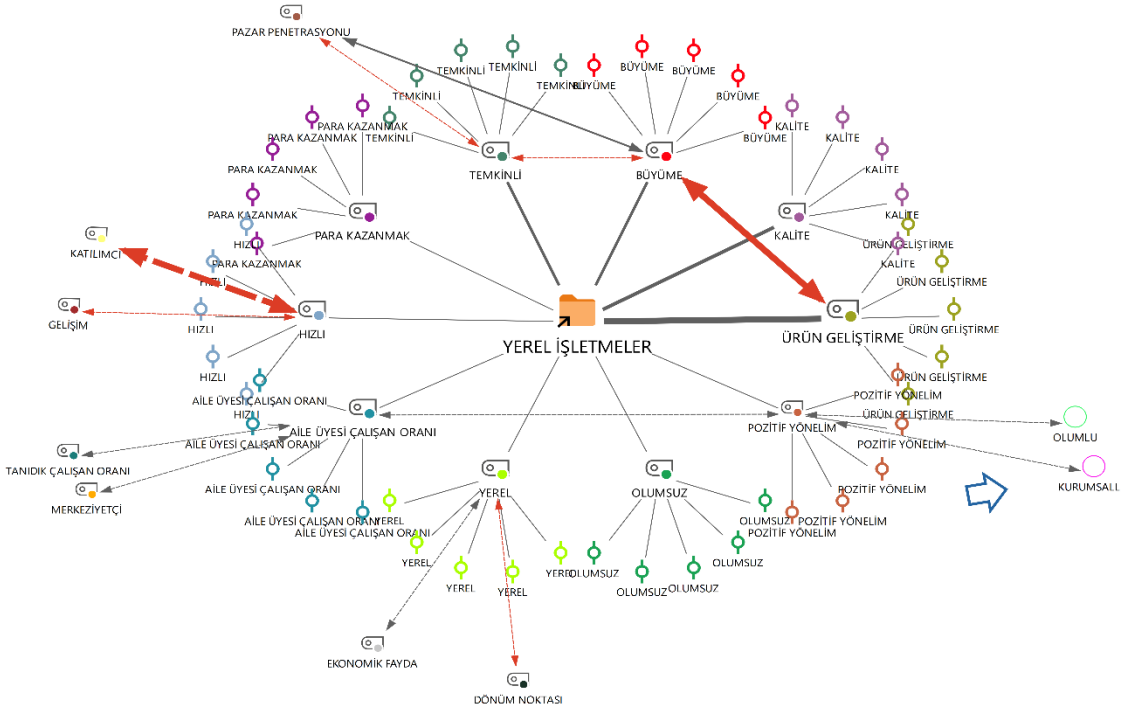 PAZAR PENETRASYONU
TEMKİNLİ
TEMKİNLİ
TEMKİNLİ
TEMKİNLİ
TEMKİNLİ
BÜYÜME
BÜYÜME
BÜYÜME
BÜYÜME
BÜYÜME
PARA KAZANMAK
PARA KAZANMAK
PARA KAZANMAK
PARA KAZANMAK
PARA KAZANMAK
KALİTE
KALİTE
KALİTE
KALİTE
KALİTE
TEMKİNLİ
BÜYÜME
PARA KAZANMAK
KALİTE
KATILIMCI
HIZLI
HIZLI
HIZLI
HIZLI
HIZLI
GELİŞİM
HIZLI
YEREL İŞLETMELER
ÜRÜN GELİŞTİRME
ÜRÜN GELİŞTİRME
ÜRÜN GELİŞTİRME
ÜRÜN GELİŞTİRME
ÜRÜN GELİŞTİRME
ÜRÜN GELİŞTİRME
AİLE ÜYESİ ÇALIŞAN ORANI
AİLE ÜYESİ ÇALIŞAN ORANI
AİLE ÜYESİ ÇALIŞAN ORANI
AİLE ÜYESİ ÇALIŞAN ORANI
AİLE ÜYESİ ÇALIŞAN ORANI
AİLE ÜYESİ ÇALIŞAN ORANI
POZİTİF YÖNELİM
POZİTİF YÖNELİM
POZİTİF YÖNELİM
POZİTİF YÖNELİM
POZİTİF YÖNELİM
POZİTİF YÖNELİM
OLUMLU
KURUMSALL
TANIDIK ÇALIŞAN ORANI
MERKEZİYETÇİ
YEREL
OLUMSUZ
YEREL
YEREL
YEREL
YEREL
YEREL
OLUMSUZ
OLUMSUZ
OLUMSUZ
OLUMSUZ
OLUMSUZ
EKONOMİK FAYDA
DÖNÜM NOKTASI